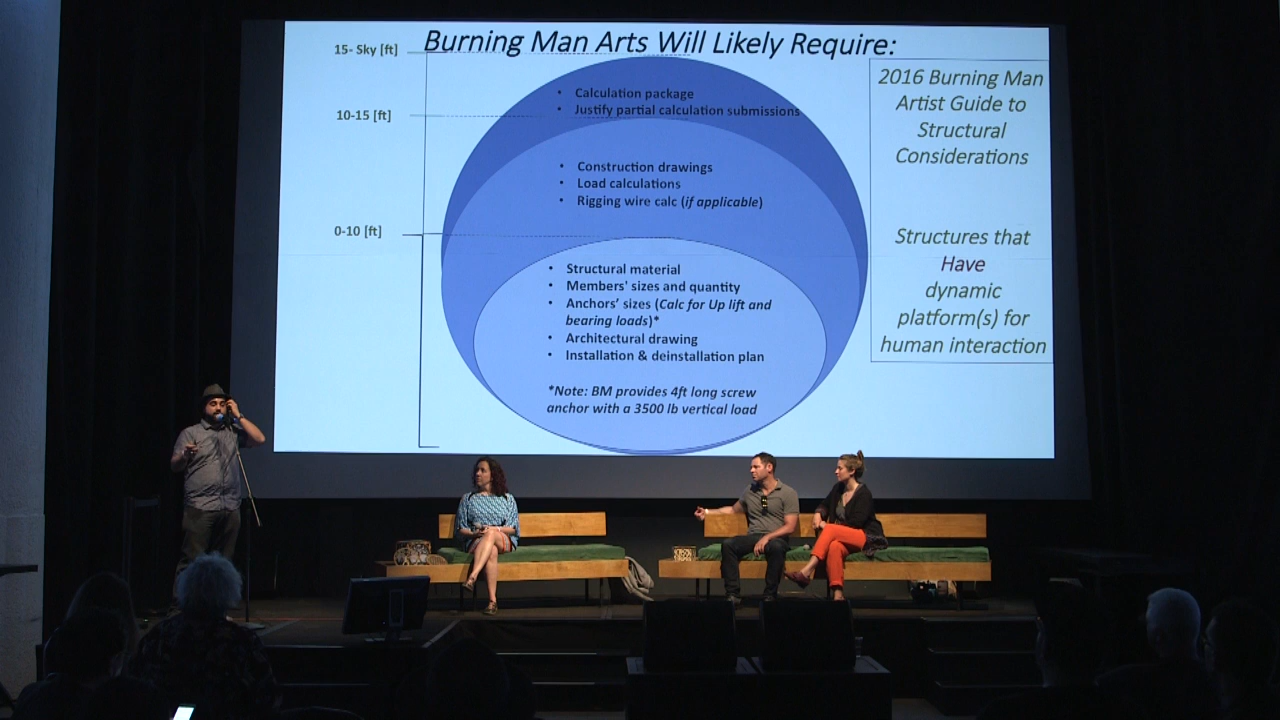 Burning Man Arts Will Likely Require:
15- Sky [ft]
10-15 [ft]
0-10 [ft]
• Calculation package
• Justify partial calculation submissions
• Construction drawings
• Load calculations
• Rigging wire calc (if applicable)
• Structural material
• Members' sizes and quantity
• Anchors’ sizes (Calc for Up lift and
bearing loads)*
• Architectural drawing
• Installation & deinstallation plan
*Note: BM provides 4ft long screw
anchor with a 3500 lb vertical load
2016 Burning Man
Artist Guide to
Structural
Considerations
Structures that
Have
dynamic
platform(s) for
human interaction